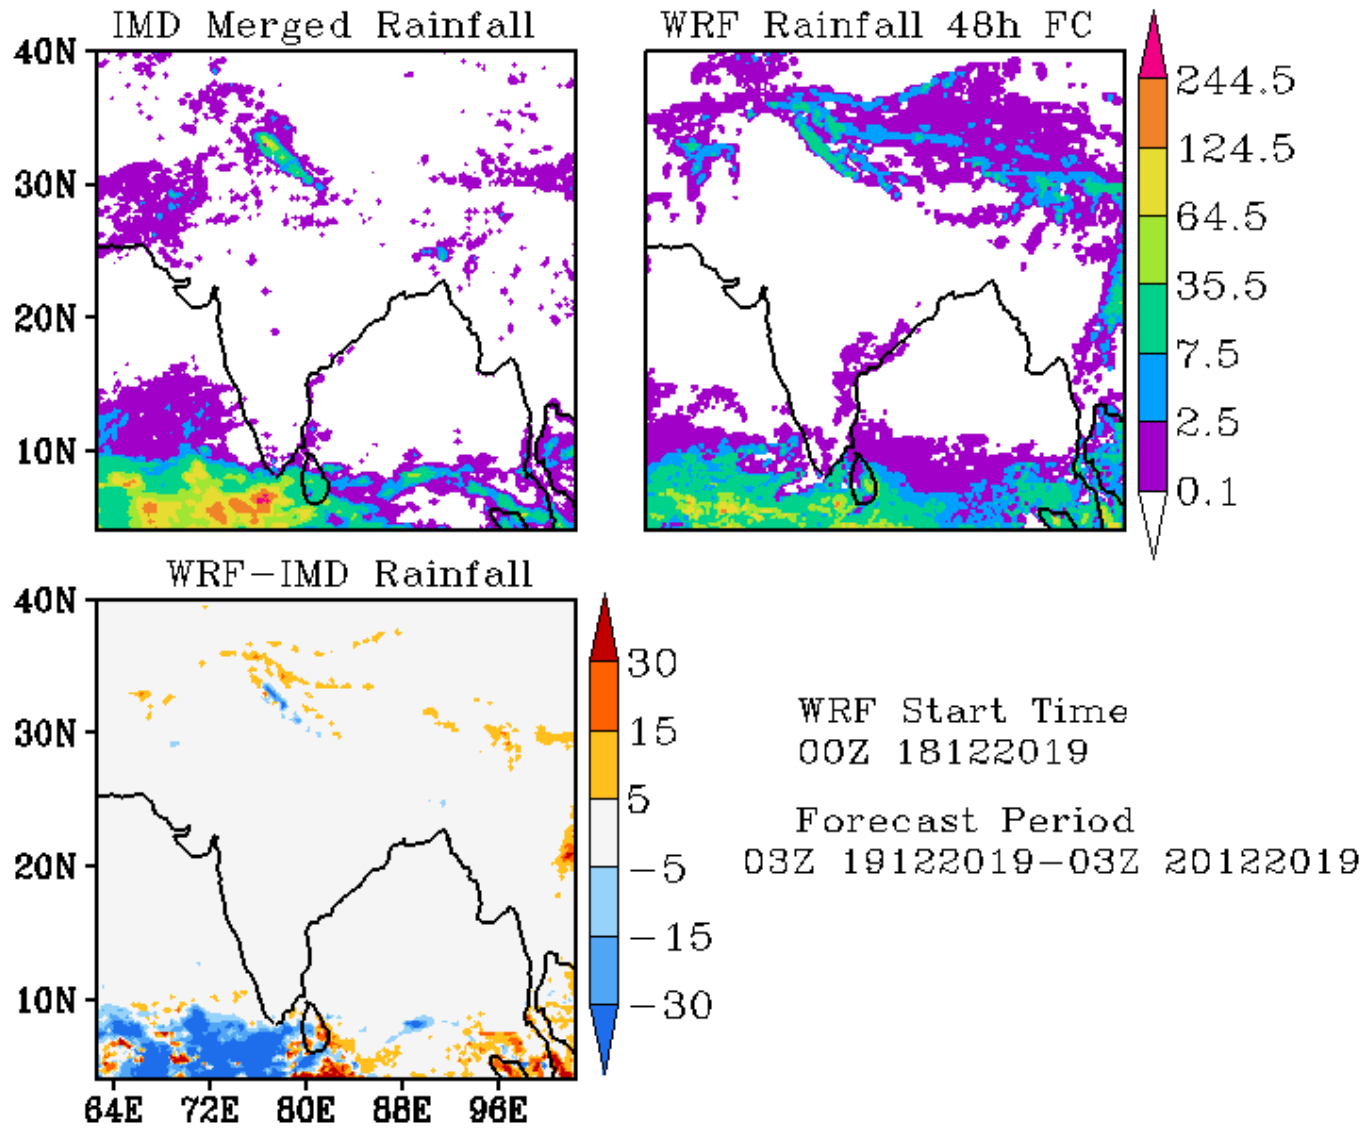 IMD Merged Rainfall
WRF Rainfall 48h FC
40N
30N
20N
10N
244.5
124.5
64.5
35.5
7.5
2.5
0.1
WRF-IMD Rainfall
40N
30N
20N
10N
64E 72E 80E 88E 96E
30
15
5
-5
-15
-30
WRF Start Time
00Z 18122019
Forecast Period
03Z 19122019-03Z 20122019